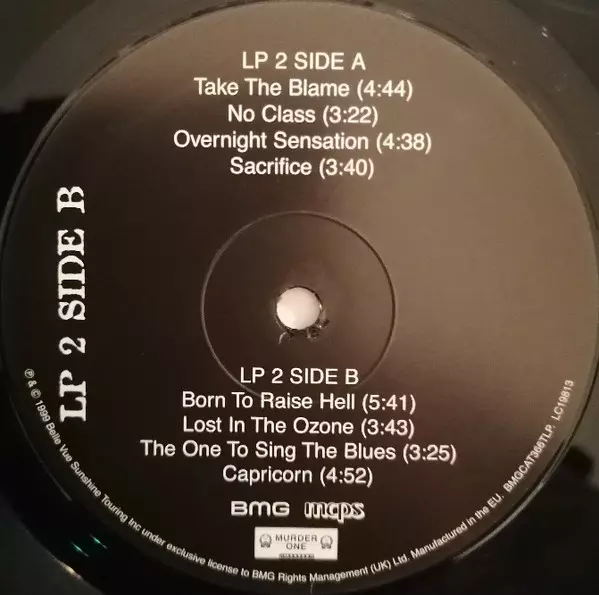 LP 2 SIDE A
Take The Blame (4:44)
No Class (3:22)
Overnight Sensation (4:38)
Sacrifice (3:40)
LP 2 SIDE B
LP 2 SIDE B
Born To Raise Hell (5:41)
Lost In The Ozone (3:43)
The One To Sing The Blues (3:25)
Capricorn (4:52)
BMG mcps
MURDER
ONE
℗ & © 1999 Belle Vue Sunshine Touring Inc under exclusive license to BMG Rights Management (UK) Ltd. Manufactured in the EU. BMGCAT366TLP. LC19813